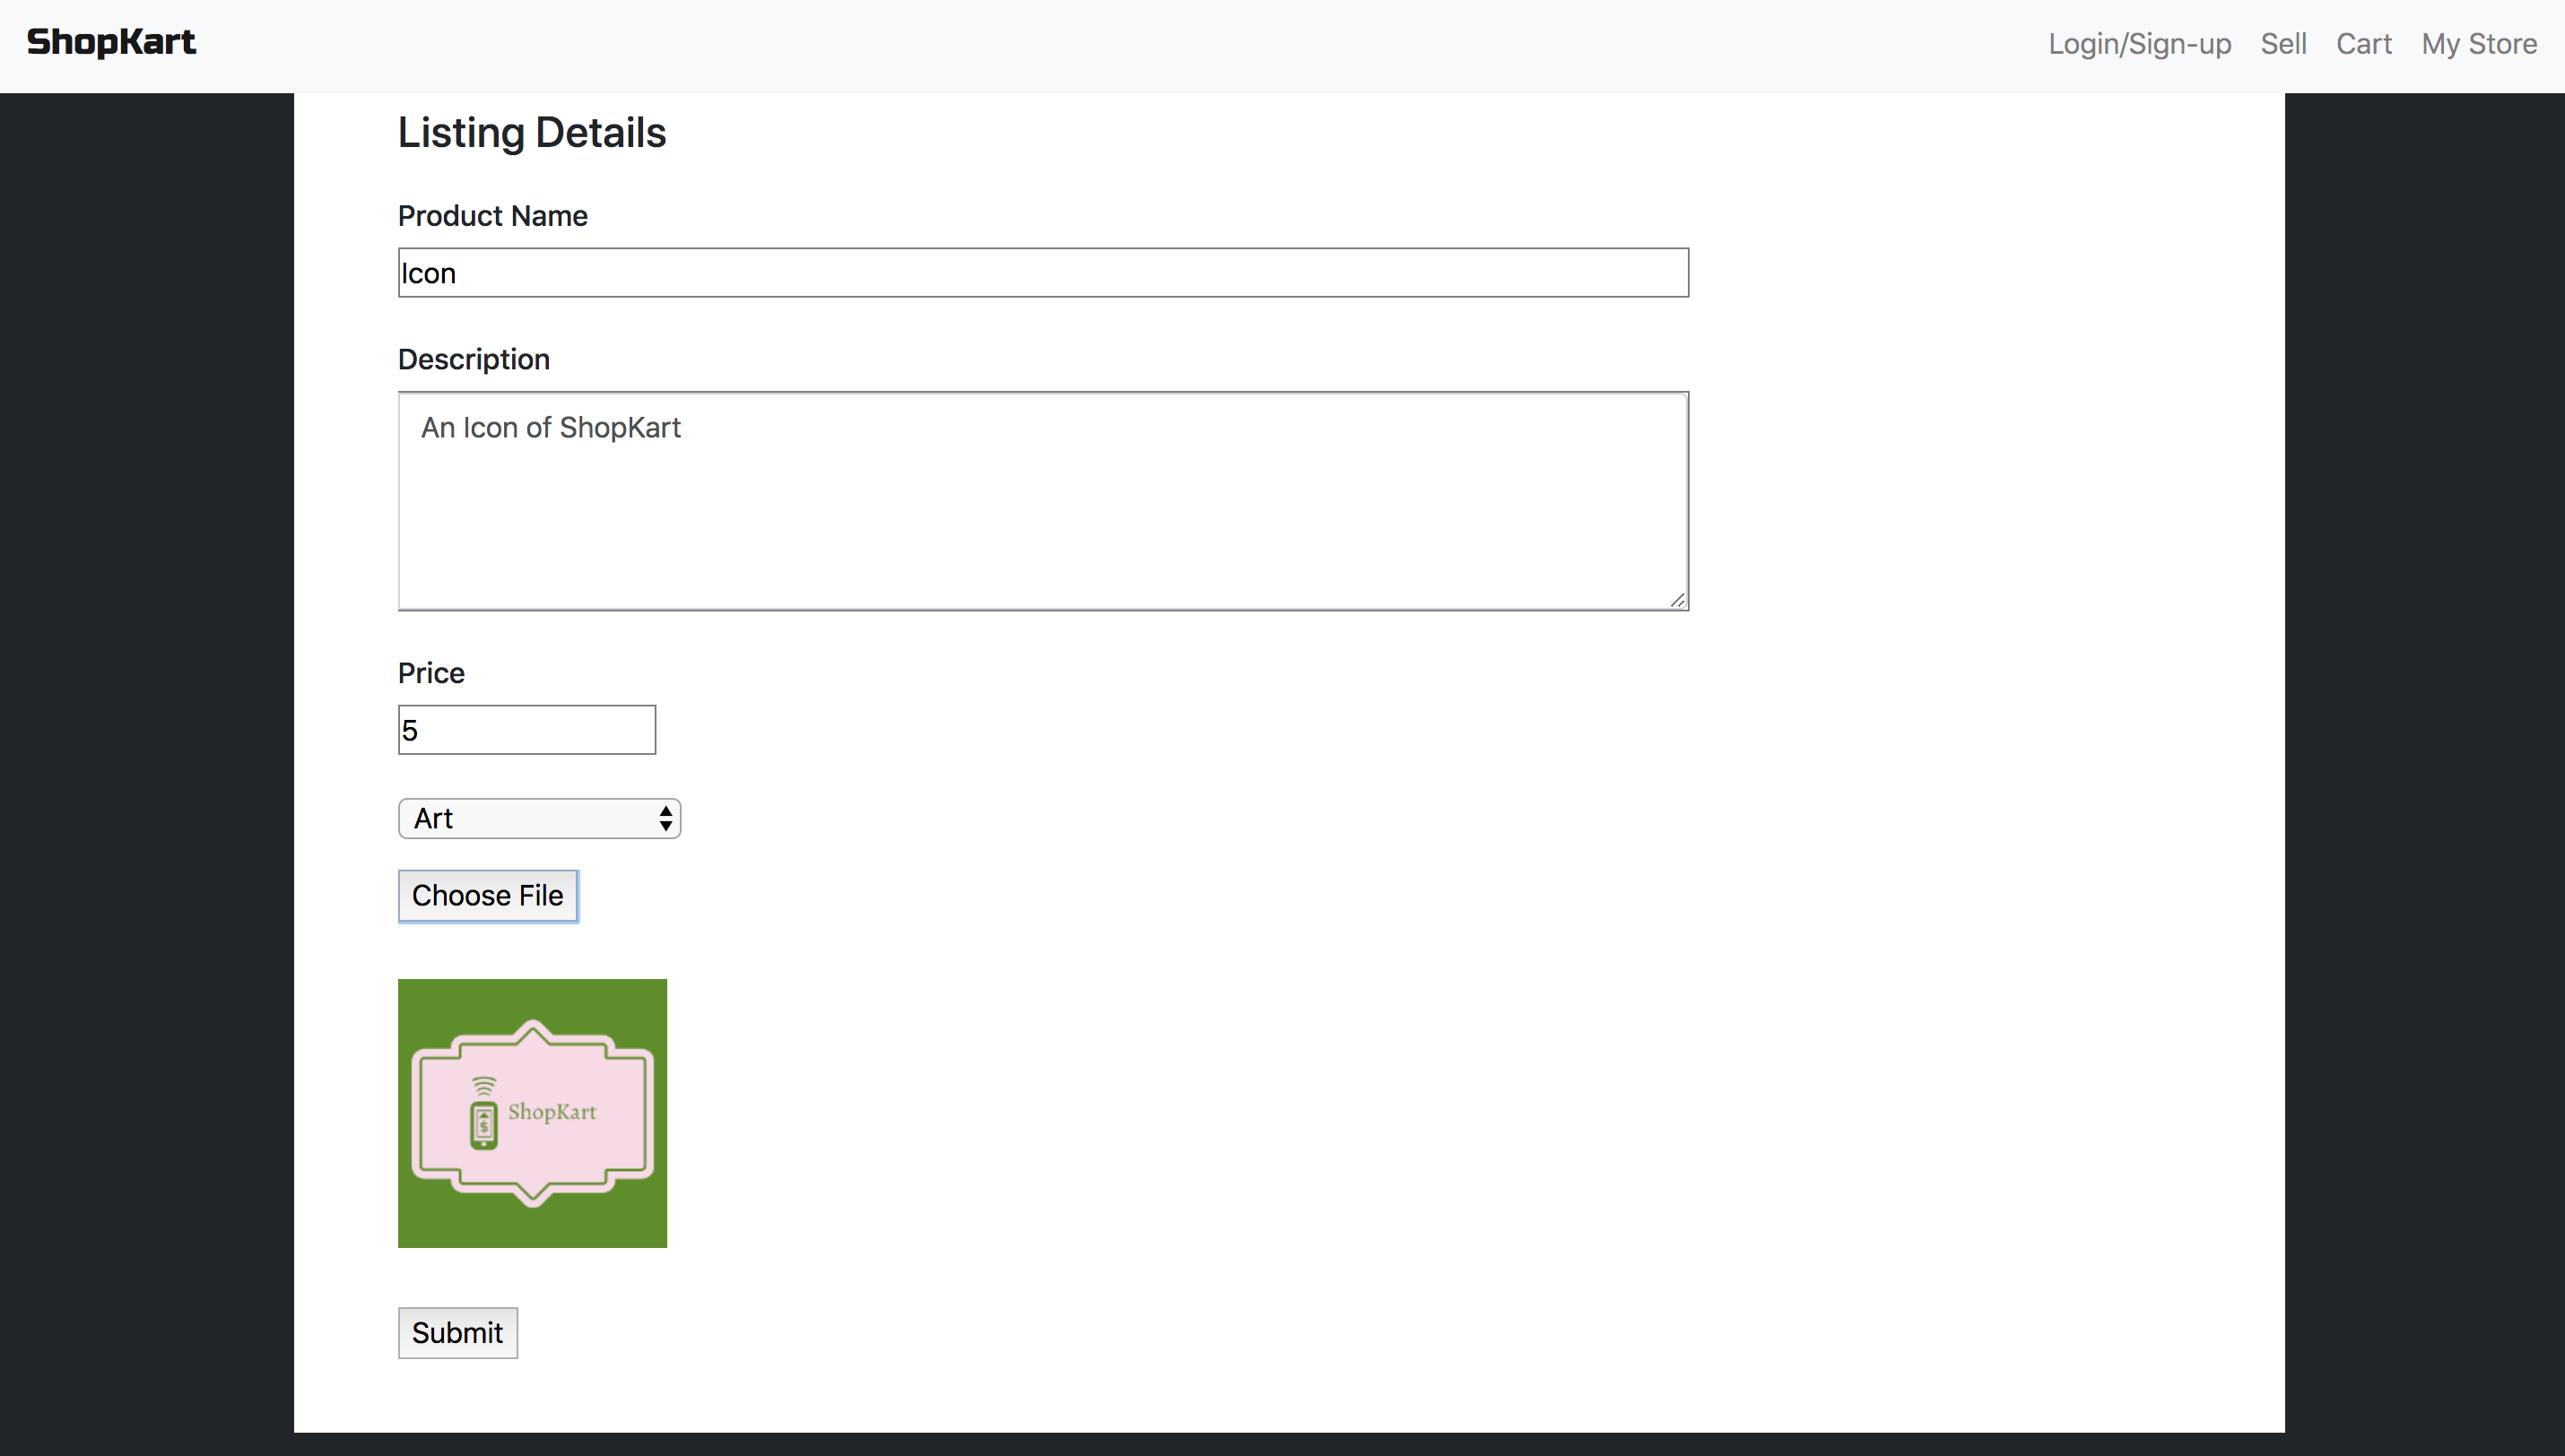 ShopKart
Login/Sign-up Sell Cart My Store
Listing Details
Product Name
Icon
Description
An Icon of ShopKart
Price
5
Art
Choose File
ShopKart
$
Submit